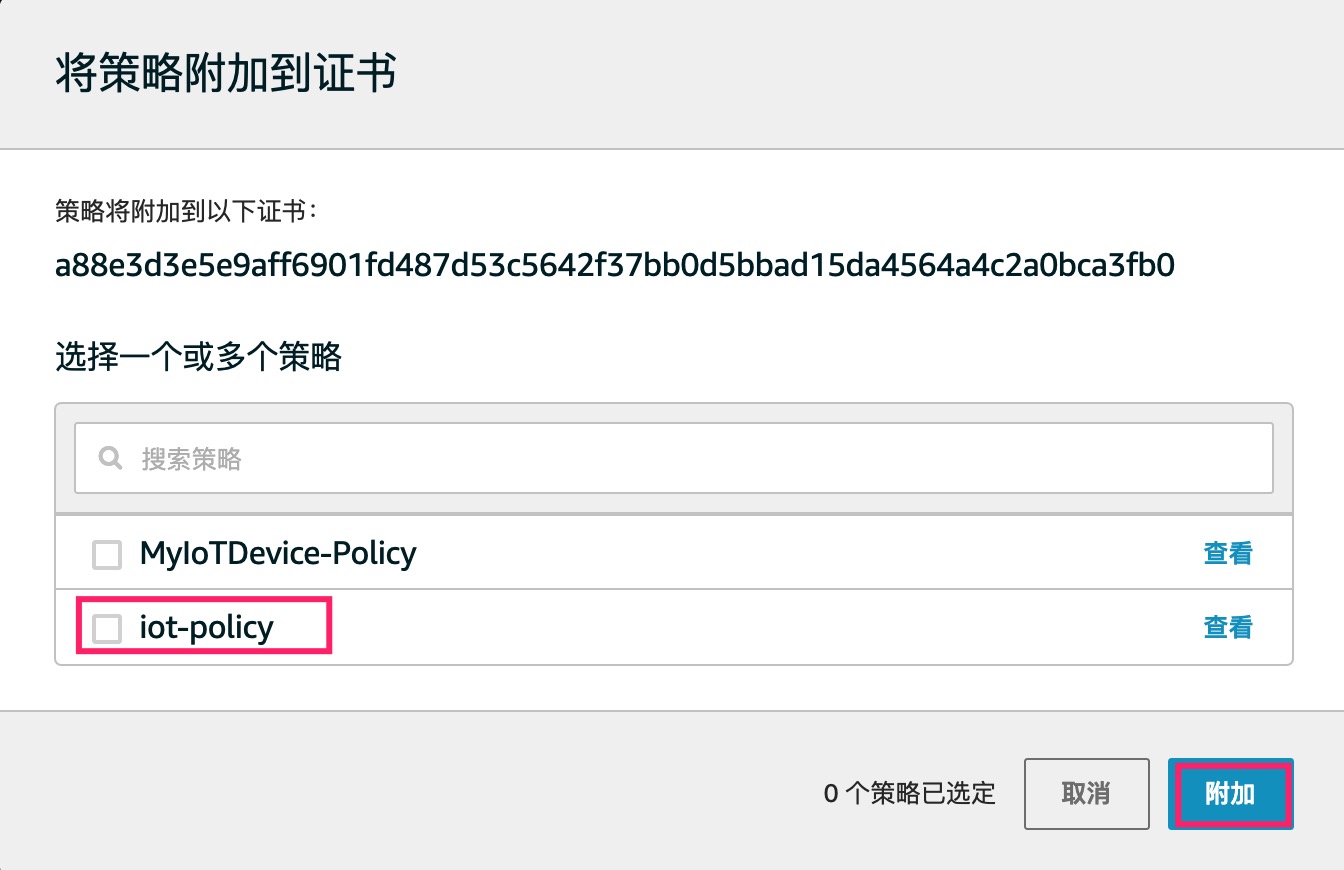 将策略附加到证书
策略将附加到以下证书：
a88e3d3e5e9aff6901fd487d53c5642f37bb0d5bbad15da4564a4c2a0bca3fb0
选择一个或多个策略
搜索策略
MyIoTDevice-Policy 查看
iot-policy 查看
0 个策略已选定 取消 附加